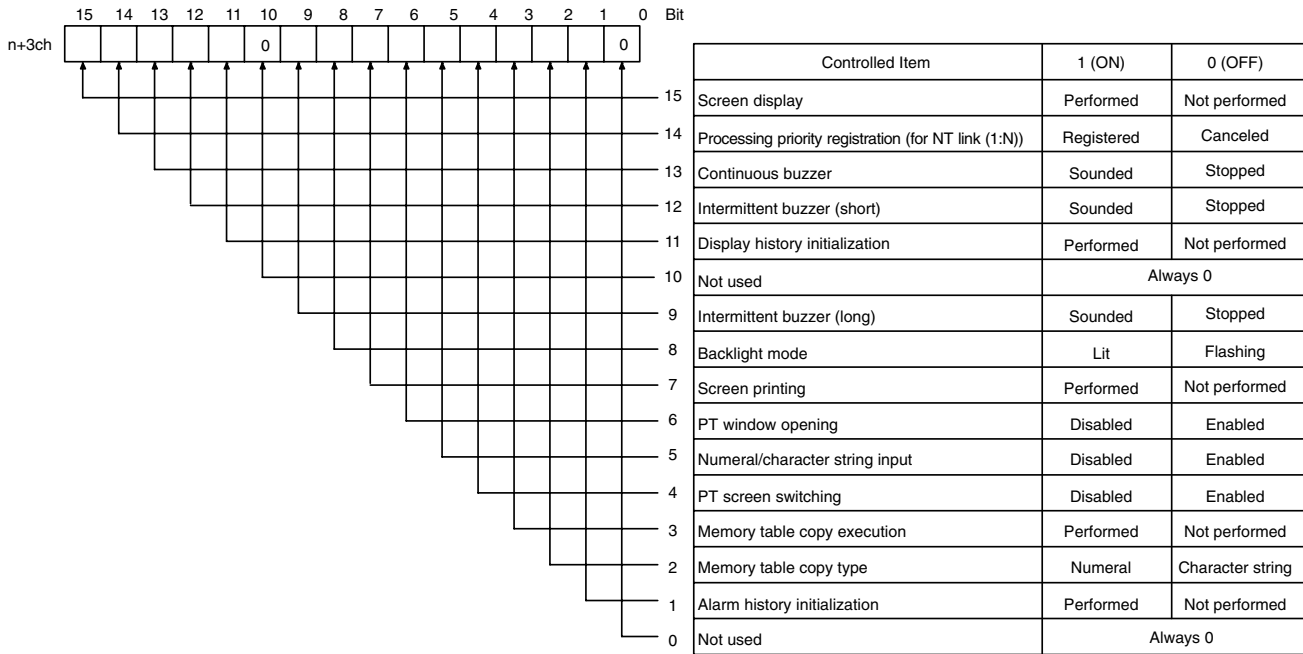 15 14 13 12 11 10 9 8 7 6 5 4 3 2 1 0 Bit
n+3ch 0 0
Controlled Item 1 (ON) 0 (OFF)
15 Screen display Performed Not performed
14 Processing priority registration (for NT link (1:N)) Registered Canceled
13 Continuous buzzer Sounded Stopped
12 Intermittent buzzer (short) Sounded Stopped
11 Display history initialization Performed Not performed
10 Not used Always 0
9 Intermittent buzzer (long) Sounded Stopped
8 Backlight mode Lit Flashing
7 Screen printing Performed Not performed
6 PT window opening Disabled Enabled
5 Numeral/character string input Disabled Enabled
4 PT screen switching Disabled Enabled
3 Memory table copy execution Performed Not performed
2 Memory table copy type Numeral Character string
1 Alarm history initialization Performed Not performed
0 Not used Always 0